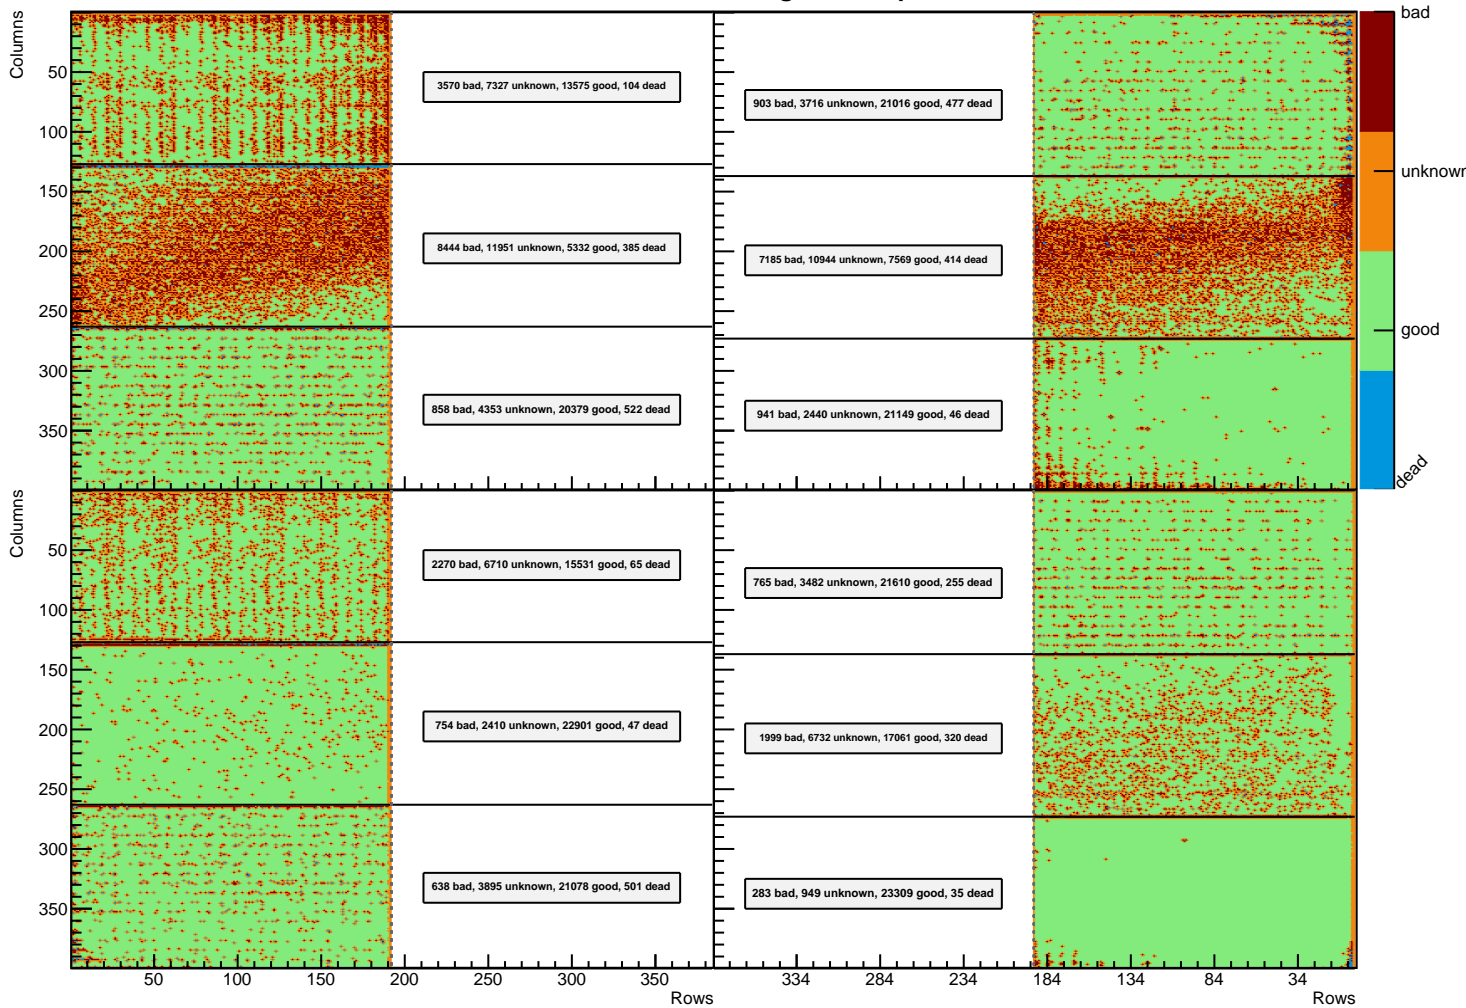 Columns
50
100
150
200
250
300
350
3570 bad, 7327 unknown, 13575 good, 104 dead
8444 bad, 11951 unknown, 5332 good, 385 dead
858 bad, 4353 unknown, 20379 good, 522 dead
903 bad, 3716 unknown, 21016 good, 477 dead
7185 bad, 10944 unknown, 7569 good, 414 dead
941 bad, 2440 unknown, 21149 good, 46 dead
bad
unknown
good
dead
Columns
50
100
150
200
250
300
350
2270 bad, 6710 unknown, 15531 good, 65 dead
754 bad, 2410 unknown, 22901 good, 47 dead
638 bad, 3895 unknown, 21078 good, 501 dead
765 bad, 3482 unknown, 21610 good, 255 dead
1999 bad, 6732 unknown, 17061 good, 320 dead
283 bad, 949 unknown, 23309 good, 35 dead
50 100 150 200 250 300 350
Rows
334 284 234 184 134 84 34
Rows